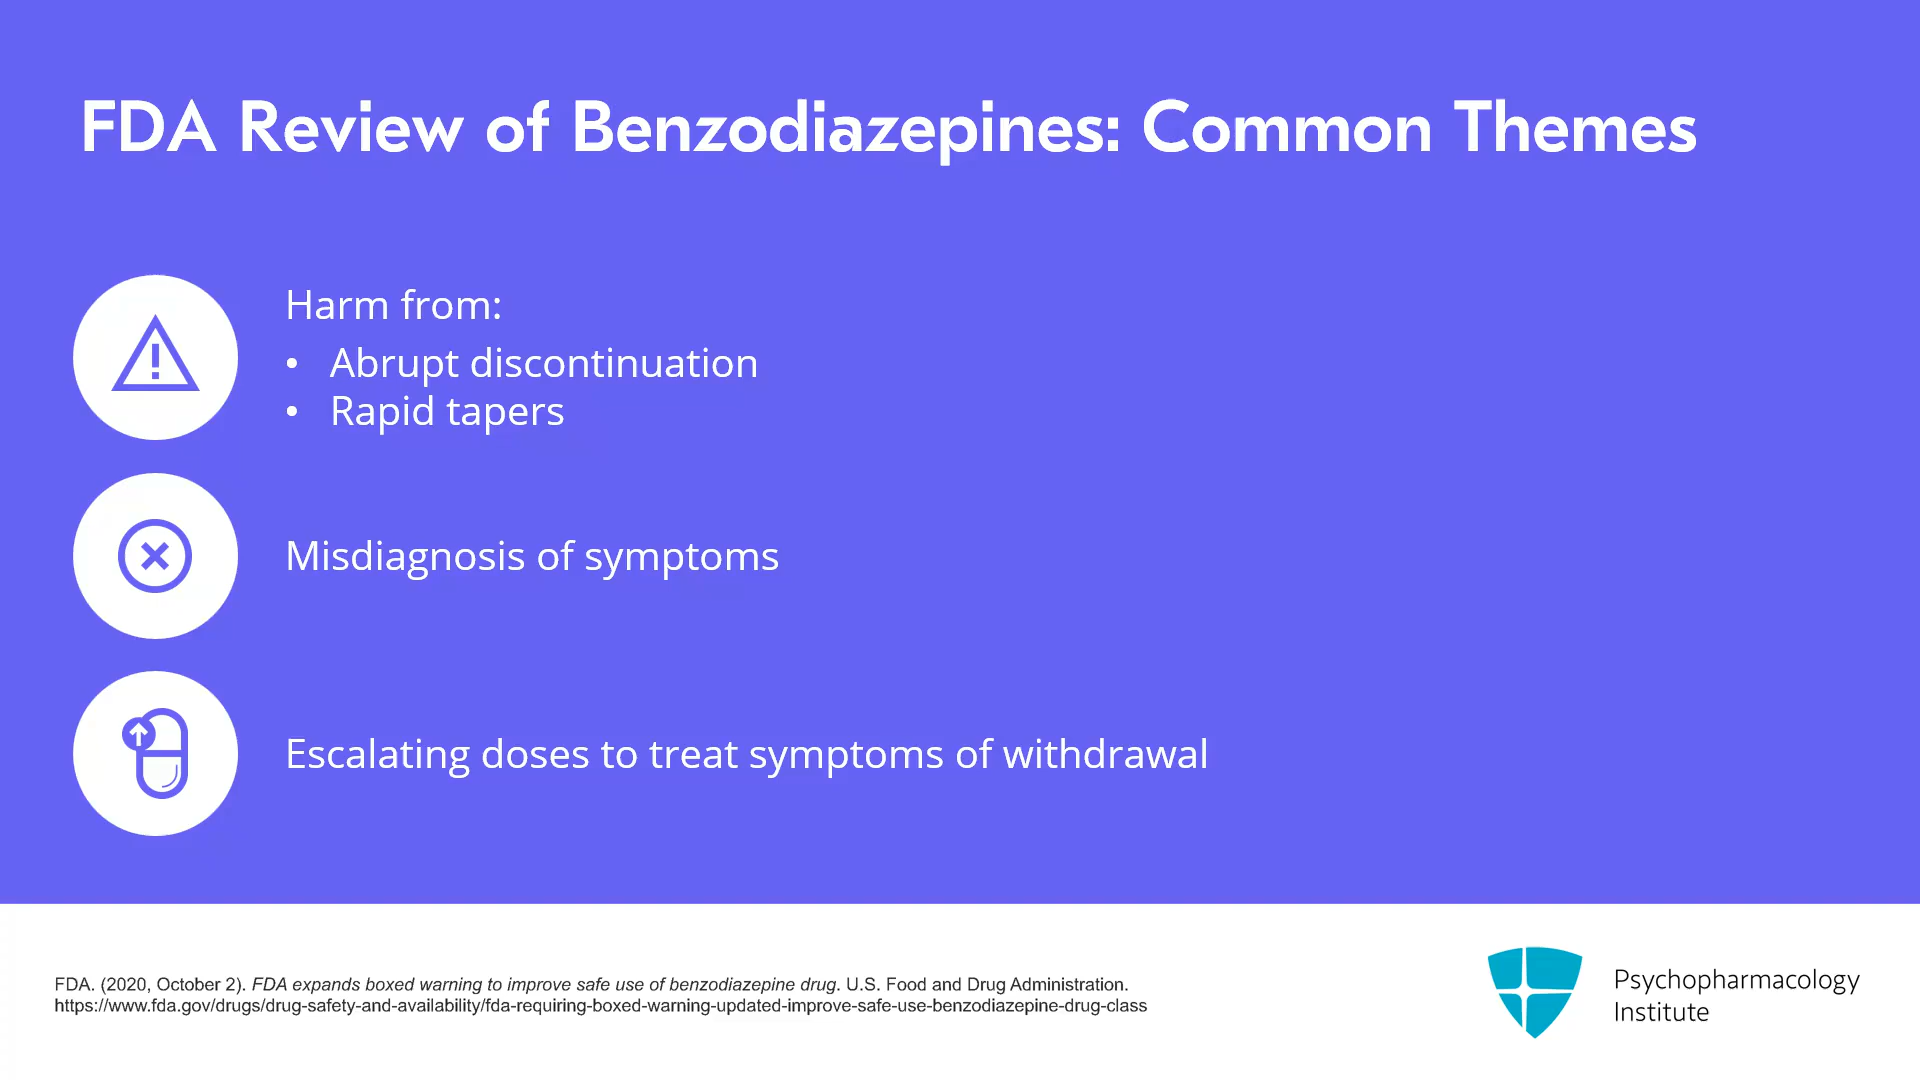 FDA Review of Benzodiazepines: Common Themes
Harm from:
• Abrupt discontinuation
• Rapid tapers
Misdiagnosis of symptoms
Escalating doses to treat symptoms of withdrawal
FDA. (2020, October 2). FDA expands boxed warning to improve safe use of benzodiazepine drug. U.S. Food and Drug Administration.
https://www.fda.gov/drugs/drug-safety-and-availability/fda-requiring-boxed-warning-updated-improve-safe-use-benzodiazepine-drug-class
Psychopharmacology
Institute